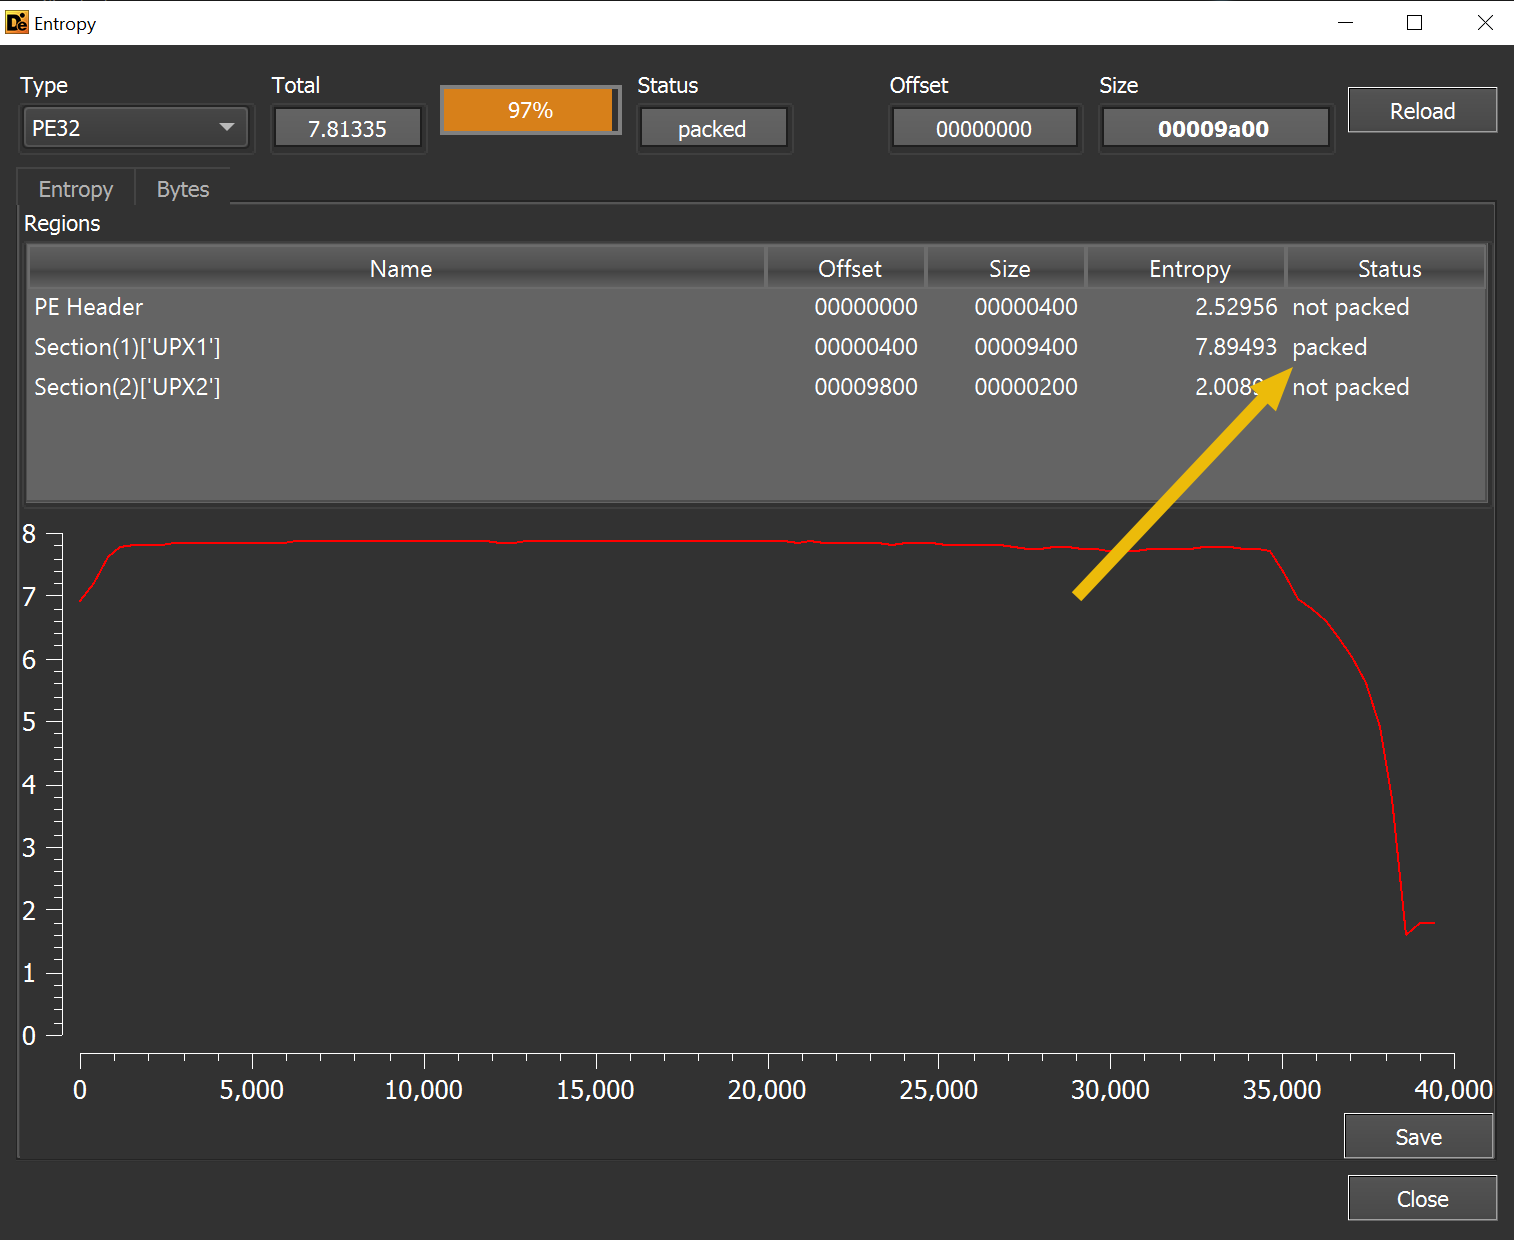 Entropy
Type Total Status Offset Size
PE32 7.81335 97% packed 00000000 00009a00 Reload
Entropy Bytes
Regions
Name Offset Size Entropy Status
PE Header 00000000 00000400 2.52956 not packed
Section(1)['UPX1'] 00000400 00009400 7.89493 packed
Section(2)['UPX2'] 00009800 00000200 not packed
8
7
6
5
4
3
2
1
0
0 5,000 10,000 15,000 20,000 25,000 30,000 35,000 40,000
Save
Close